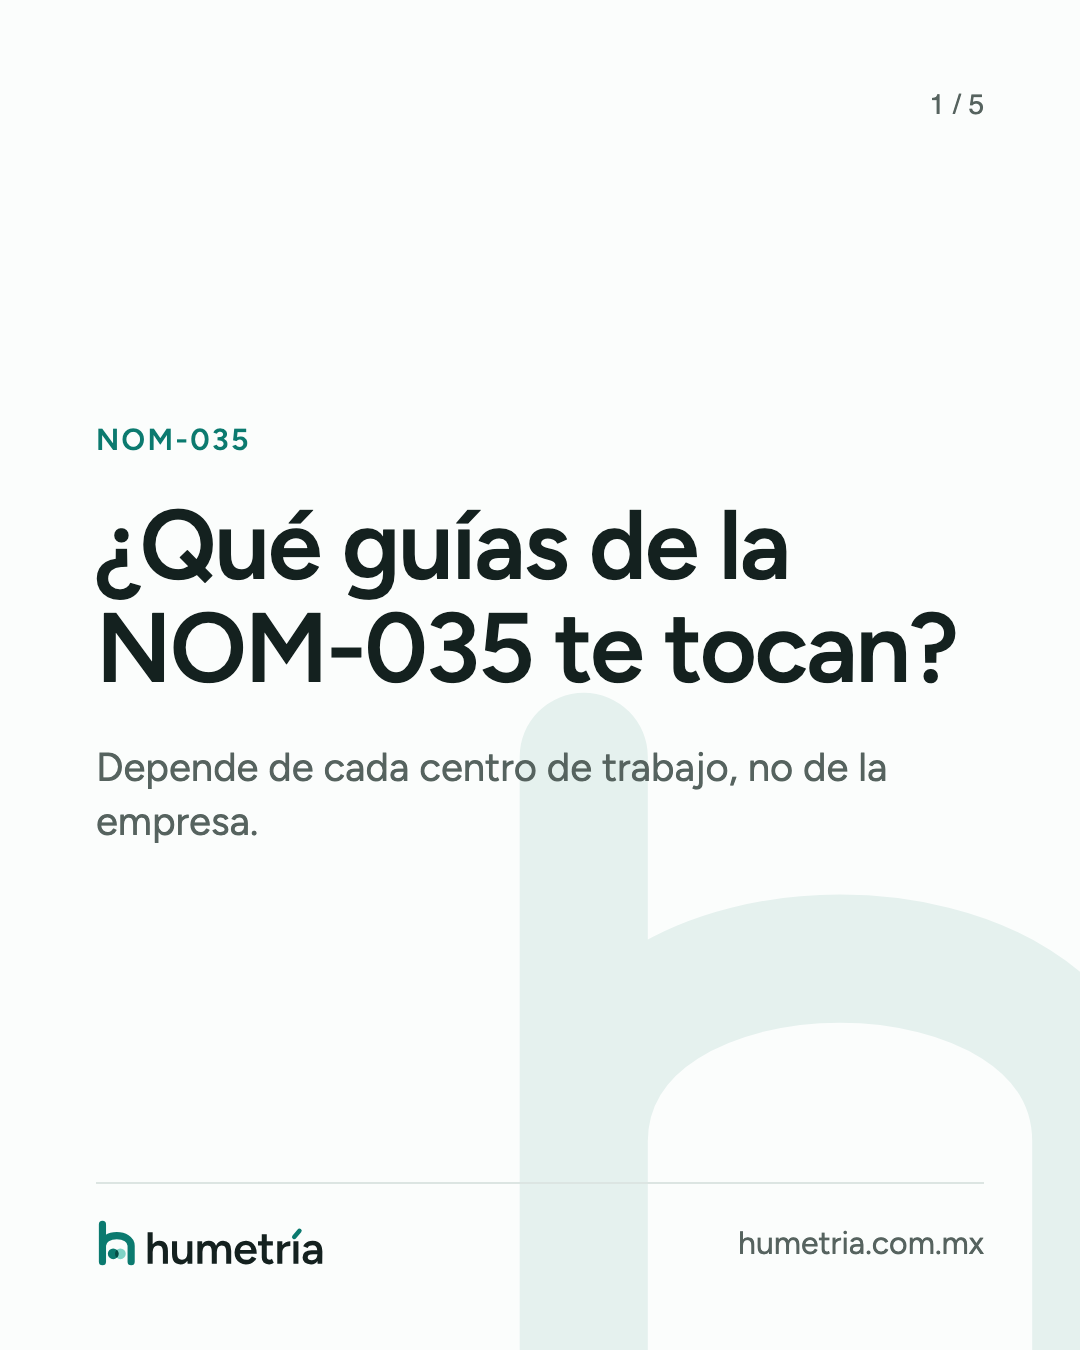 1 / 5
NOM-035
¿Qué guías de la
NOM-035 te tocan?
Depende de cada centro de trabajo, no de la
empresa.
humetría
humetria.com.mx